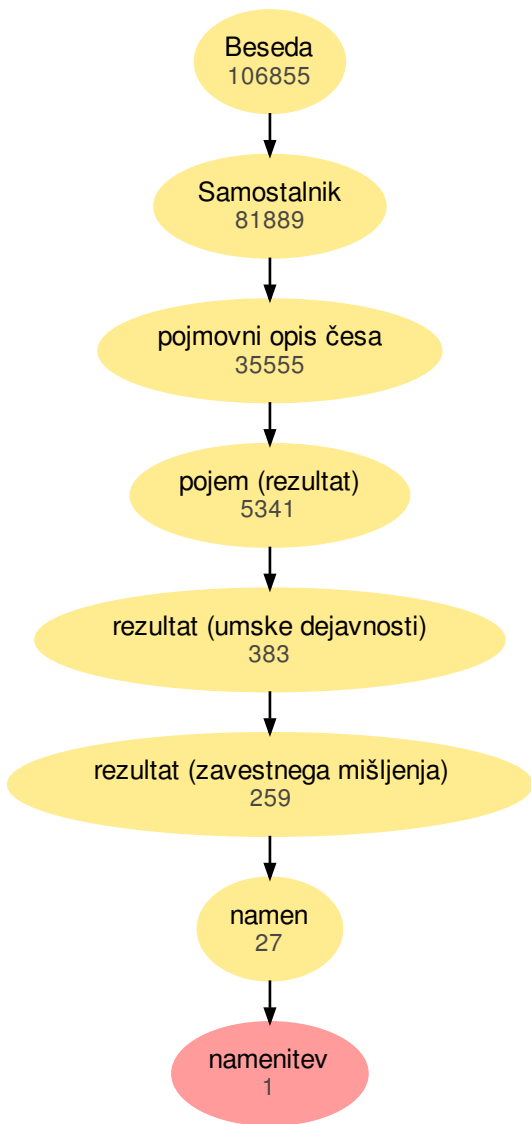 Beseda
106855
Samostalnik
81889
pojmovni opis česa
35555
pojem (rezultat)
5341
rezultat (umske dejavnosti)
383
rezultat (zavestnega mišljenja)
259
namen
27
namenitev
1